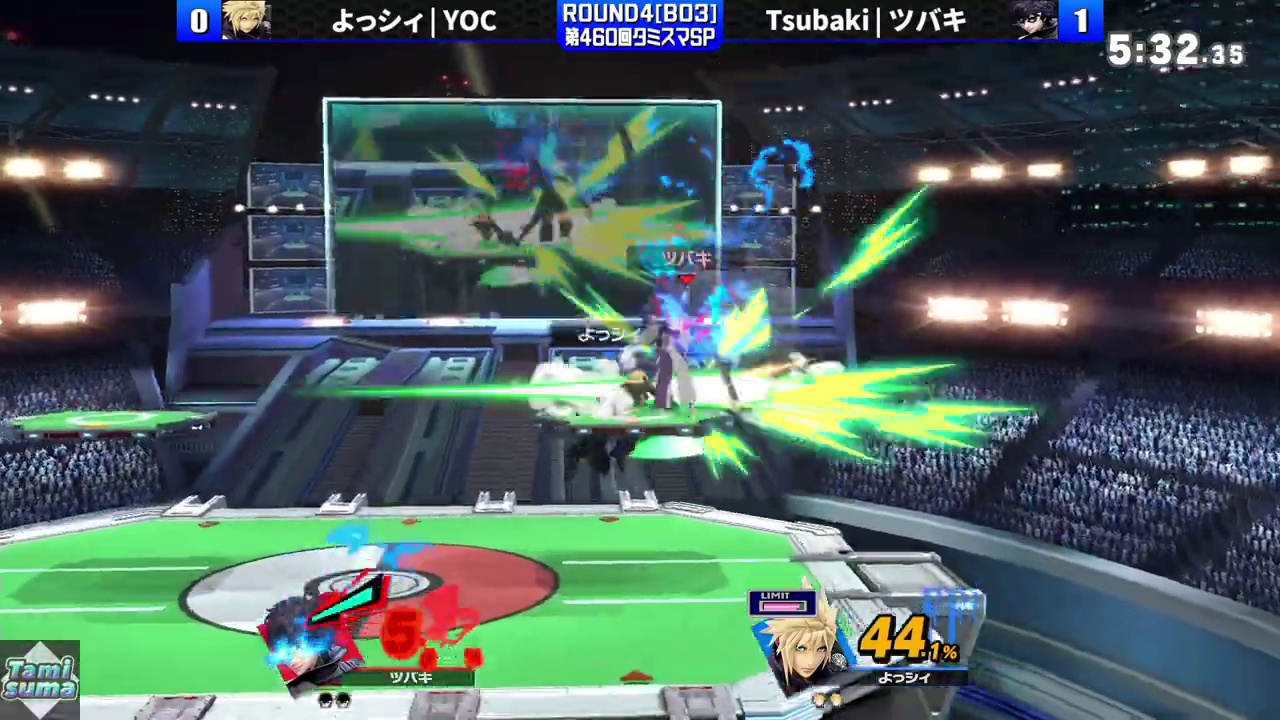 0
よっシィ | YOC
ROUND4[BO3]
第460回タミスマSP
Tsubaki | ツバキ
1
5:32.35
ツバキ
よっシィ
LIMIT
44.1%
ツバキ
よっシィ
Tami
suma